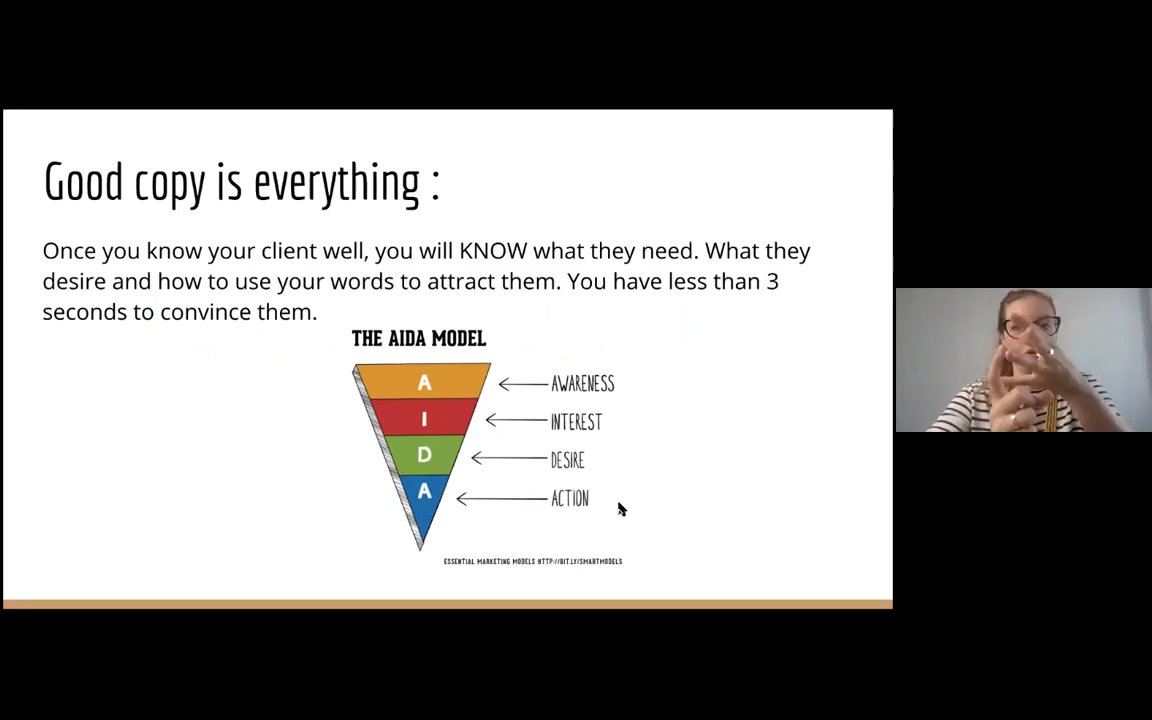 Good copy is everything :
Once you know your client well, you will KNOW what they need. What they
desire and how to use your words to attract them. You have less than 3
seconds to convince them.
THE AIDA MODEL
A AWARENESS
I INTEREST
D DESIRE
A ACTION
ESSENTIAL MARKETING MODELS HTTP://BIT.LY/SMARTMODELS